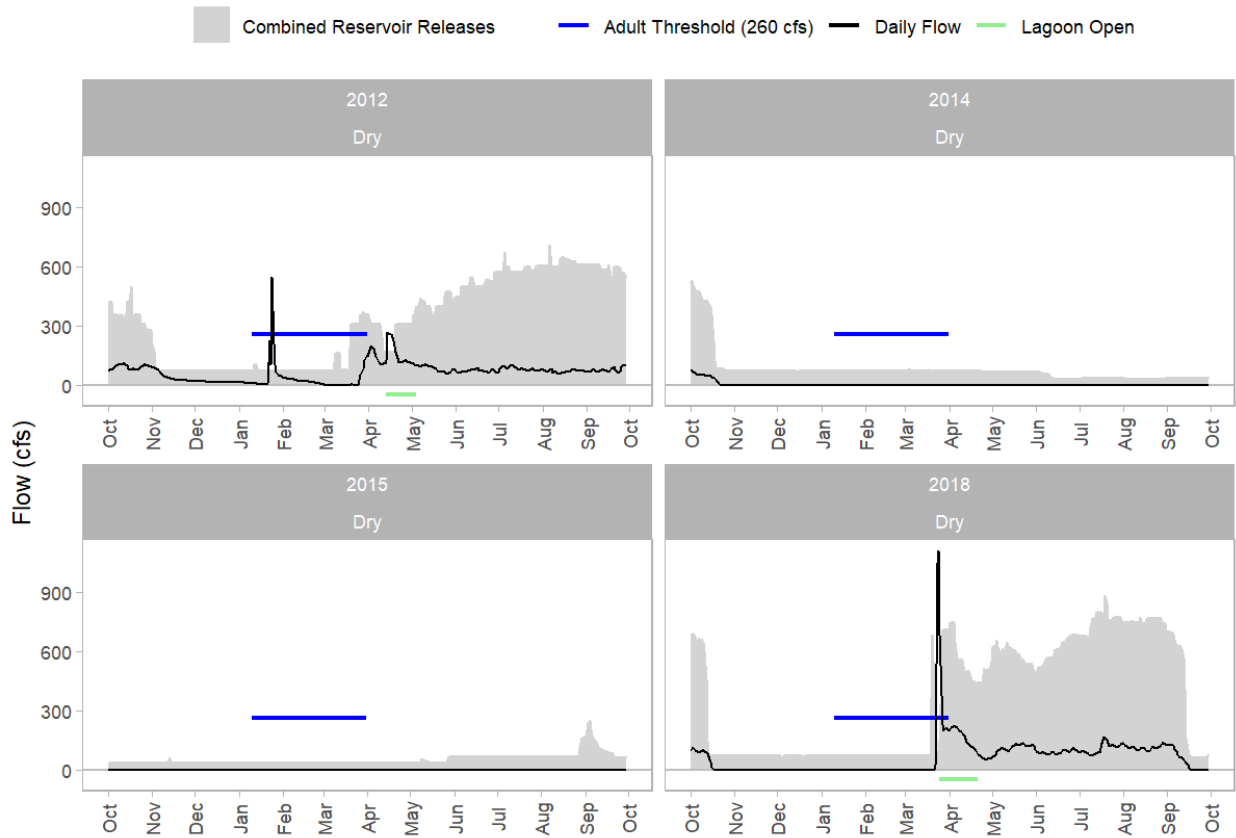 Combined Reservoir Releases Adult Threshold (260 cfs) Daily Flow Lagoon Open
2012 2014
Dry Dry
900
600
300
0
Oct Nov Dec Jan Feb Mar Apr May Jun Jul Aug Sep Oct Oct Nov Dec Jan Feb Mar Apr May Jun Jul Aug Sep Oct
Flow (cfs)
2015 2018
Dry Dry
900
600
300
0
Oct Nov Dec Jan Feb Mar Apr May Jun Jul Aug Sep Oct Oct Nov Dec Jan Feb Mar Apr May Jun Jul Aug Sep Oct